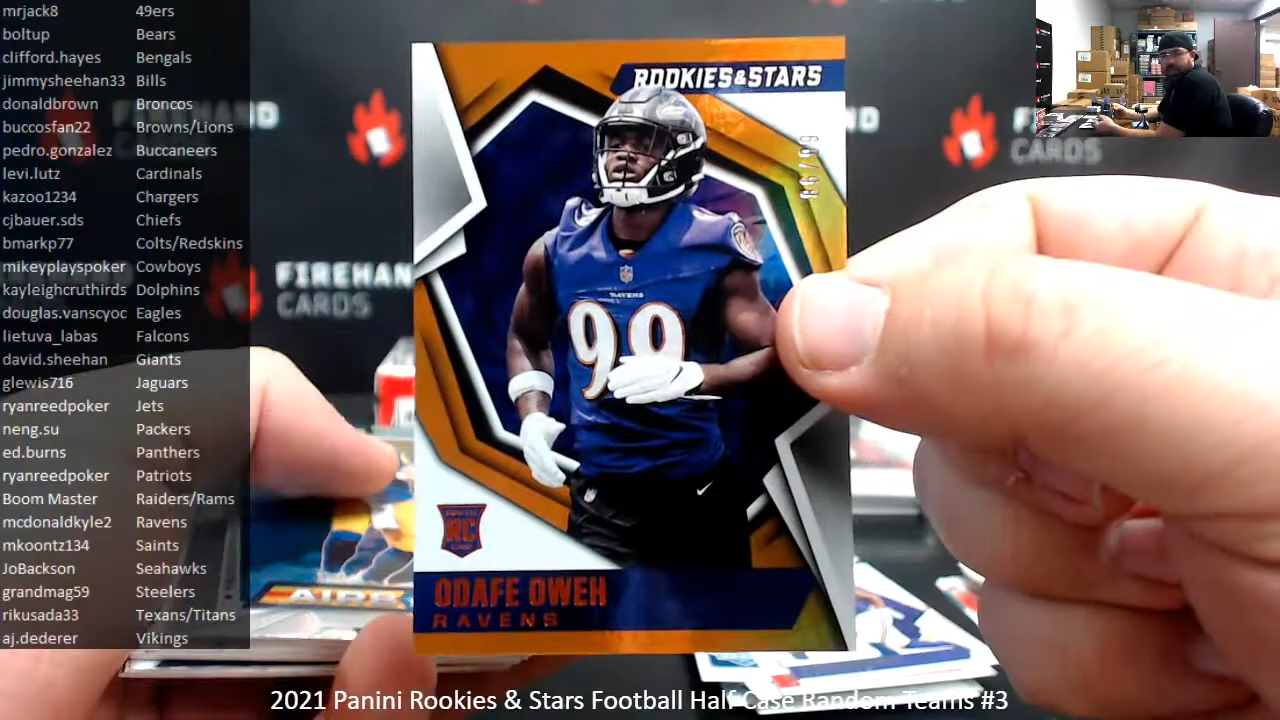 mrjack8 49ers
boltup Bears
clifford.hayes Bengals
jimmysheehan33 Bills
donaldbrown Broncos
buccosfan22 Browns/Lions
pedro.gonzalez Buccaneers
levi.lutz Cardinals
kazoo1234 Chargers
cjbauer.sds Chiefs
bmarkp77 Colts/Redskins
mikeyplayspoker Cowboys
kayleighcruthirds Dolphins
douglas.vanscyoc Eagles
lietuva_labas Falcons
david.sheehan Giants
glewis716 Jaguars
ryanreedpoker Jets
neng.su Packers
ed.burns Panthers
ryanreedpoker Patriots
Boom Master Raiders/Rams
mcdonaldkyle2 Ravens
mkoontz134 Saints
JoBackson Seahawks
grandmag59 Steelers
rikusada33 Texans/Titans
aj.dederer Vikings
FIREHAND
CARDS
CARDS
ROOKIES & STARS
RAVENS
99
RC
ODAFE OWEH
RAVENS
2021 Panini Rookies & Stars Football Half Case Random Teams #3